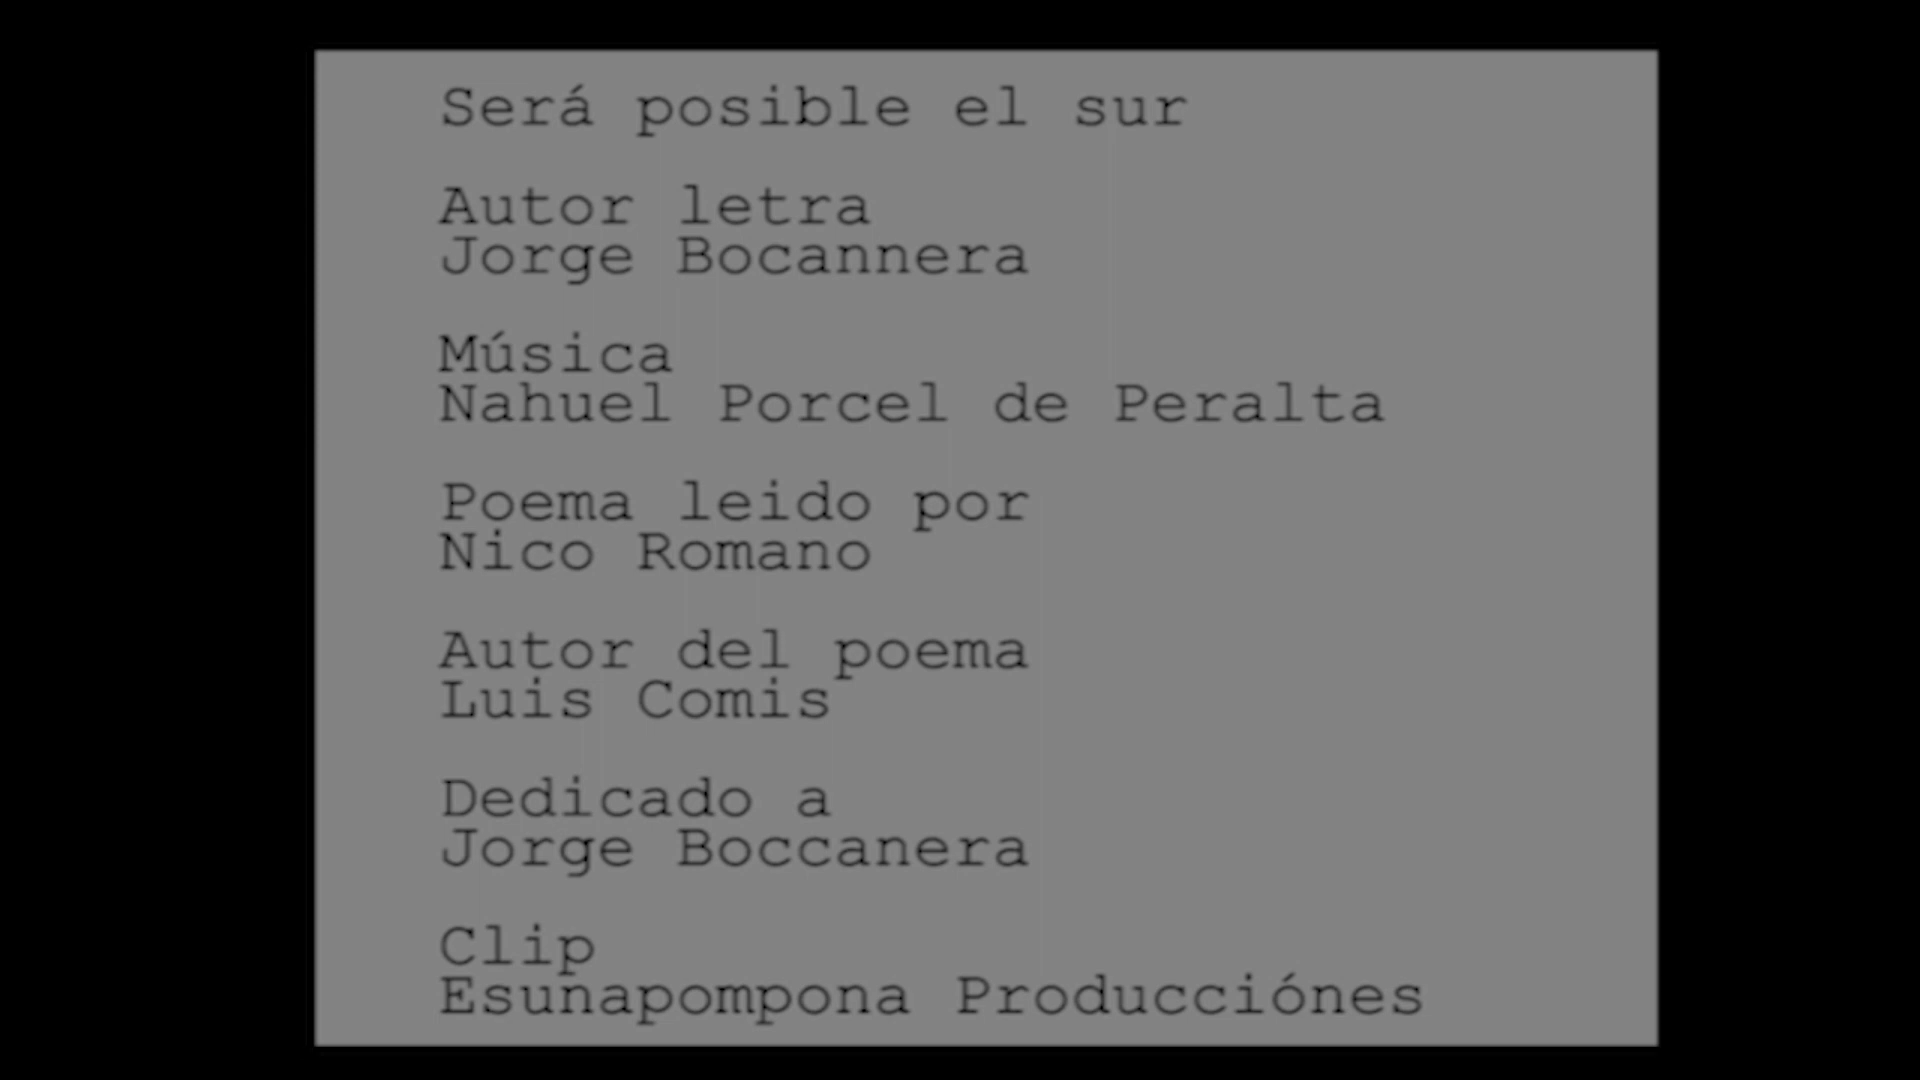 Será posible el sur
Autor letra
Jorge Bocannera
Música
Nahuel Porcel de Peralta
Poema leido por
Nico Romano
Autor del poema
Luis Comis
Dedicado a
Jorge Boccanera
Clip
Esunapompona Producciónes